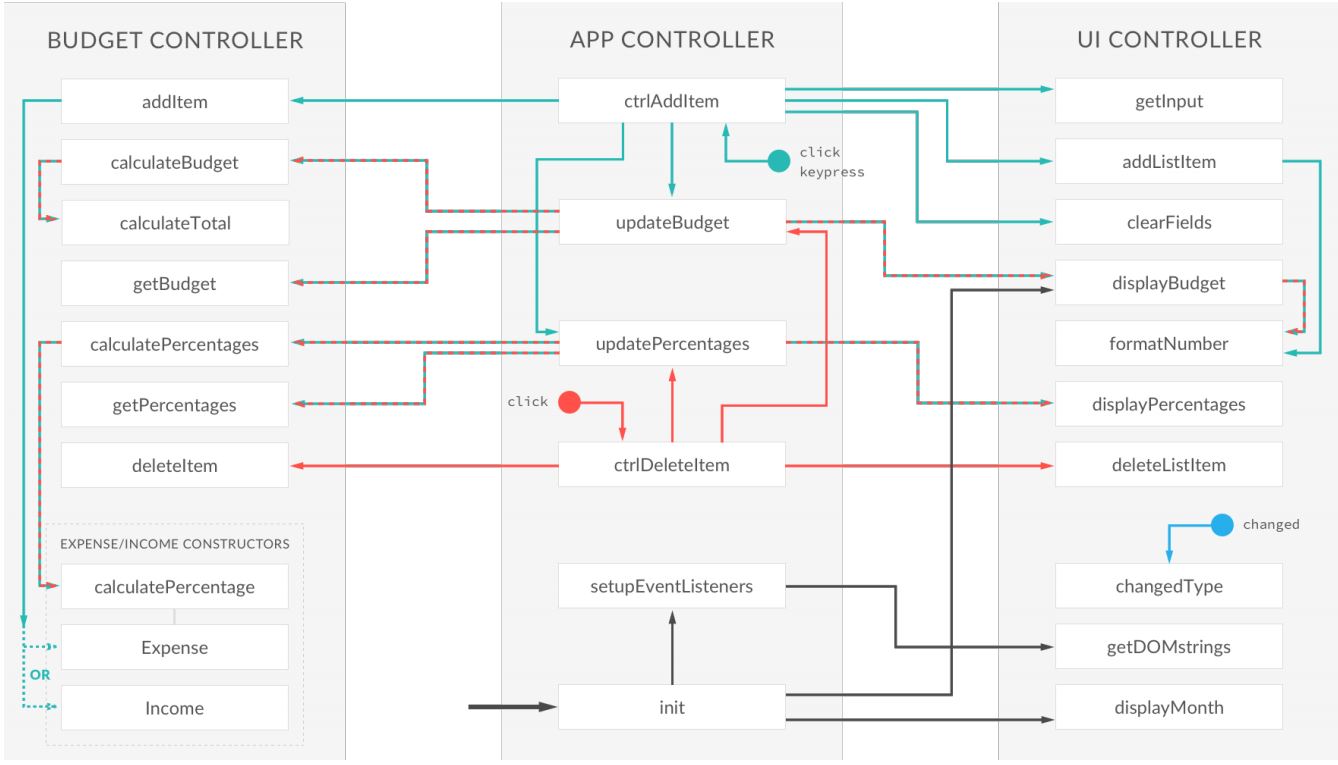 BUDGET CONTROLLER
addItem
calculateBudget
calculateTotal
getBudget
calculatePercentages
getPercentages
deleteItem
EXPENSE/INCOME CONSTRUCTORS
calculatePercentage
Expense
OR
Income
APP CONTROLLER
ctrlAddItem
click
keypress
updateBudget
updatePercentages
click
ctrlDeleteItem
setupEventListeners
init
UI CONTROLLER
getInput
addListItem
clearFields
displayBudget
formatNumber
displayPercentages
deleteListItem
changed
changedType
getDOMstrings
displayMonth